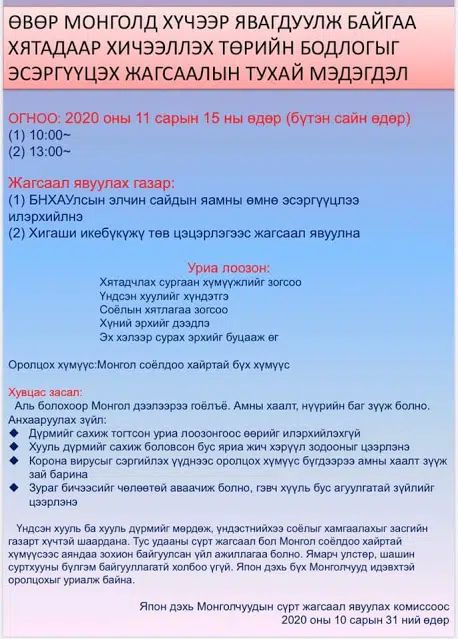 ӨВӨР МОНГОЛД ХҮЧЭЭР ЯВАГДУУЛЖ БАЙГАА
ХЯТАДААР ХИЧЭЭЛЛЭХ ТӨРИЙН БОДЛОГЫГ
ЭСЭРГҮҮЦЭХ ЖАГСААЛЫН ТУХАЙ МЭДЭГДЭЛ
ОГНОО: 2020 оны 11 сарын 15 ны өдөр (бүтэн сайн өдөр)
(1) 10:00~
(2) 13:00~
Жагсаал явуулах газар:
(1) БНХАУлсын элчин сайдын яамны өмнө эсэргүүцлээ
илэрхийлнэ
(2) Хигаши икебүкүжү төв цэцэрлэгээс жагсаал явуулна
Уриа лоозон:
Хятадчлах сургаан хүмүүжлийг зогсоо
Үндсэн хуулийг хүндэтгэ
Соёлын хятлагаа зогсоо
Хүний эрхийг дээдлэ
Эх хэлээр сурах эрхийг буцааж өг
Оролцох хүмүүс:Монгол соёлдоо хайртай бүх хүмүүс
Хувцас засал:
Аль болохоор Монгол дээлээрээ гоёлъё. Амны хаалт, нүүрийн баг зүүж болно.
Анхааруулах зүйл:
◆ Дүрмийг сахиж тогтсон уриа лоозонгоос өөрийг илэрхийлэхгүй
◆ Хууль дүрмийг сахиж боловсон бус яриа жич хэрүүл зодооныг цээрлэнэ
◆ Корона вирусыг сэргийлэх үүднээс оролцох хүмүүс бүгдээрээ амны хаалт зүүж
зай барина
◆ Зураг бичээсийг чөлөөтэй аваачиж болно, гэвч хүүль бус агуулгатай зүйлийг
цээрлэнэ
Үндсэн хууль ба хууль дүрмийг мөрдөж, үндэстнийхээ соёлыг хамгаалахыг засгийн
газарт хүчтэй шаардана. Тус удааны сүрт жагсаал бол Монгол соёлдоо хайртай
хүмүүсээс аяндаа зохион байгуулсан үйл ажиллагаа болно. Ямарч улстөр, шашин
суртхууны бүлгэм байгууллагатй холбоо үгүй. Япон дэхь бүх Монголчууд идэвхтэй
оролцохыг уриалж байна.
Япон дахь Монголчуудын сүрт жагсаал явуулах комиссоос
2020 оны 10 сарын 31 ний өдөр